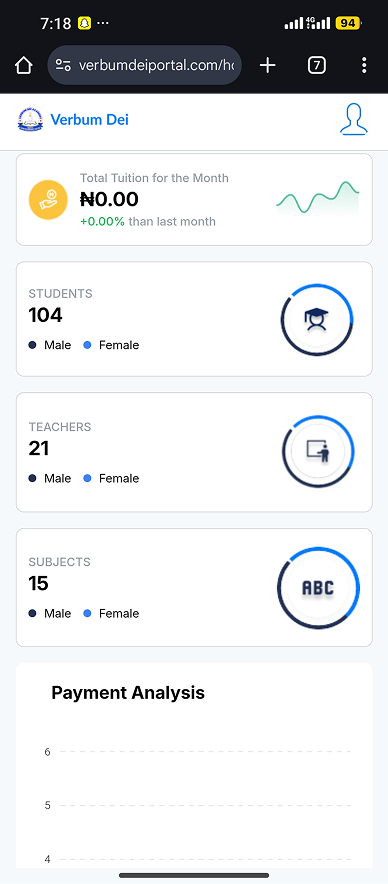 7:18 ··· 4G 94
verbumdeiportal.com/h 7
Verbum Dei
Total Tuition for the Month
₦0.00
+0.00% than last month
STUDENTS
104
Male Female
TEACHERS
21
Male Female
SUBJECTS
15
Male Female
ABC
Payment Analysis
6
5
4